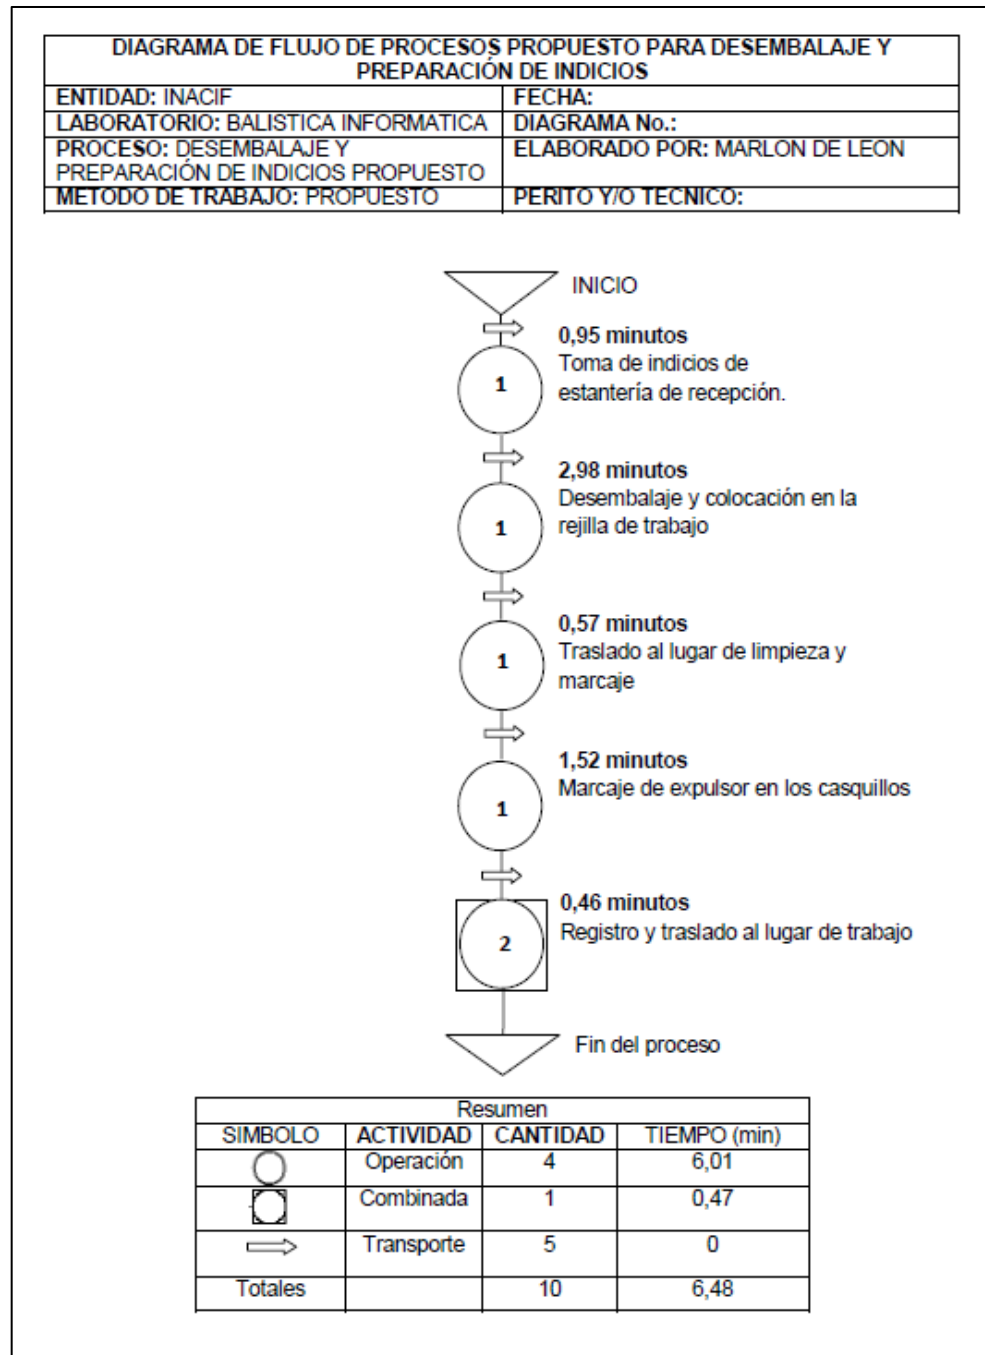 DIAGRAMA DE FLUJO DE PROCESOS PROPUESTO PARA DESEMBALAJE Y
PREPARACIÓN DE INDICIOS
ENTIDAD: INACIF
FECHA:
LABORATORIO: BALISTICA INFORMATICA
DIAGRAMA No.:
PROCESO: DESEMBALAJE Y
PREPARACIÓN DE INDICIOS PROPUESTO
ELABORADO POR: MARLON DE LEON
METODO DE TRABAJO: PROPUESTO
PERITO Y/O TECNICO:
INICIO
0,95 minutos
1
Toma de indicios de
estantería de recepción.
2,98 minutos
1
Desembalaje y colocación en la
rejilla de trabajo
0,57 minutos
1
Traslado al lugar de limpieza y
marcaje
1,52 minutos
1
Marcaje de expulsor en los casquillos
0,46 minutos
2
Registro y traslado al lugar de trabajo
Fin del proceso
Resumen
SIMBOLO ACTIVIDAD CANTIDAD TIEMPO (min)
Operación 4 6,01
Combinada 1 0,47
Transporte 5 0
Totales 10 6,48